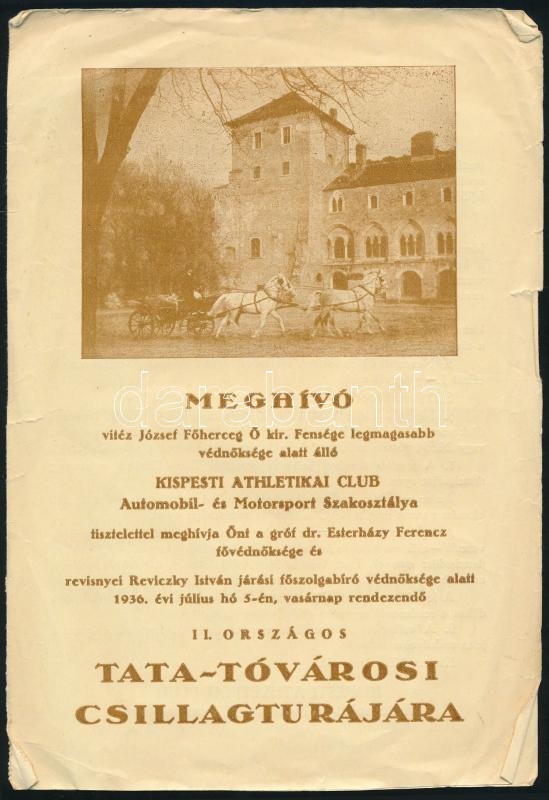 MEGHÍVÓ
vitéz József Főherceg Ő kir. Fensége legmagasabb
védnöksége alatt álló
KISPESTI ATHLETIKAI CLUB
Automobil- és Motorsport Szakosztálya
tisztelettel meghívja Önt a gróf dr. Esterházy Ferenc
fővédnöksége és
revisnyei Reviczky István járási főszolgabíró védnöksége alatt
1936. évi július hó 5-én, vasárnap rendezendő
II. ORSZÁGOS
TATA-TÓVÁROSI
CSILLAGTURÁJÁRA
darabanth